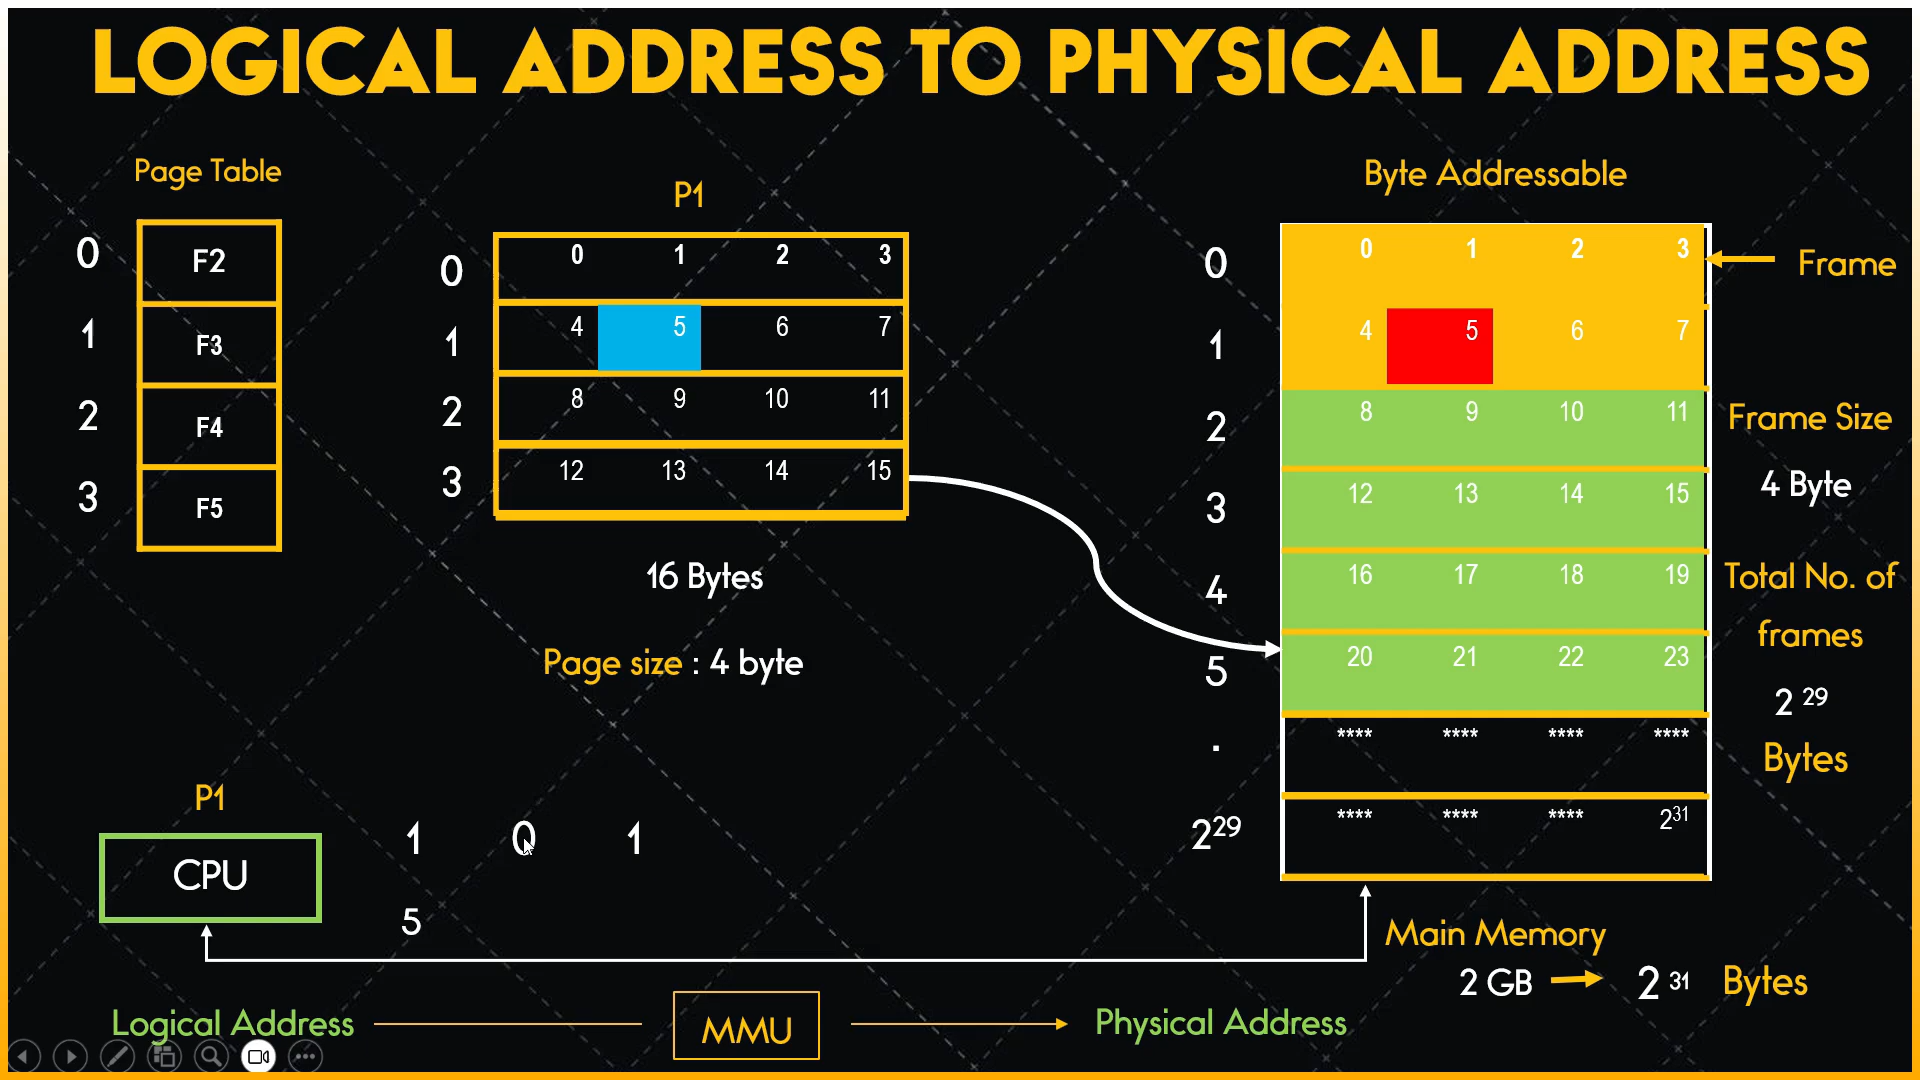 LOGICAL ADDRESS TO PHYSICAL ADDRESS
Page Table
0 F2
1 F3
2 F4
3 F5
P1
0 0 1 2 3
1 4 5 6 7
2 8 9 10 11
3 12 13 14 15
16 Bytes
Page size : 4 byte
Byte Addressable
0 0 1 2 3
1 4 5 6 7
2 8 9 10 11
3 12 13 14 15
4 16 17 18 19
5 20 21 22 23
. **** **** **** ****
2²⁹ **** **** **** 2³¹
Frame
Frame Size
4 Byte
Total No. of
frames
2 ²⁹
Bytes
P1
CPU
1 0 1
5
Main Memory
2 GB 2 ³¹ Bytes
Logical Address MMU Physical Address